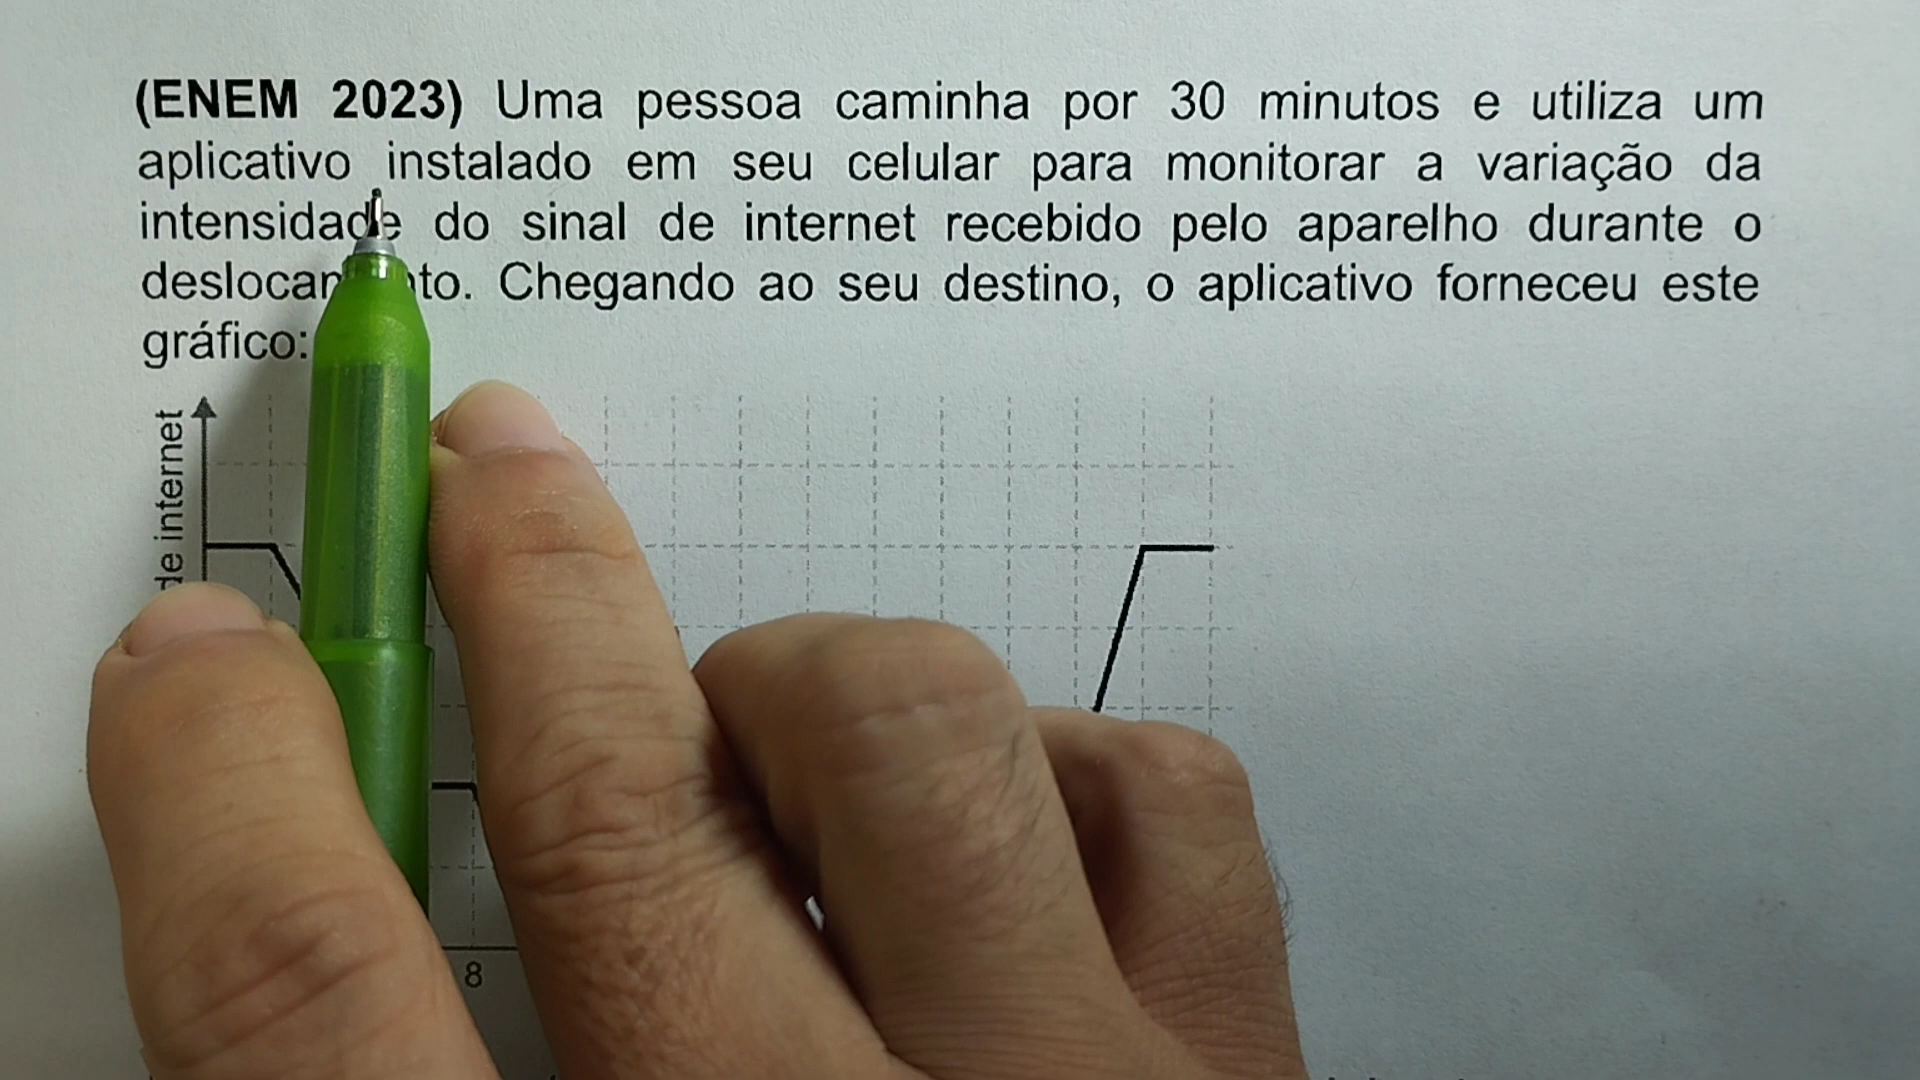 (ENEM 2023) Uma pessoa caminha por 30 minutos e utiliza um
aplicativo instalado em seu celular para monitorar a variação da
intensidade do sinal de internet recebido pelo aparelho durante o
to. Chegando ao seu destino, o aplicativo forneceu este
gráfico:
de internet
8